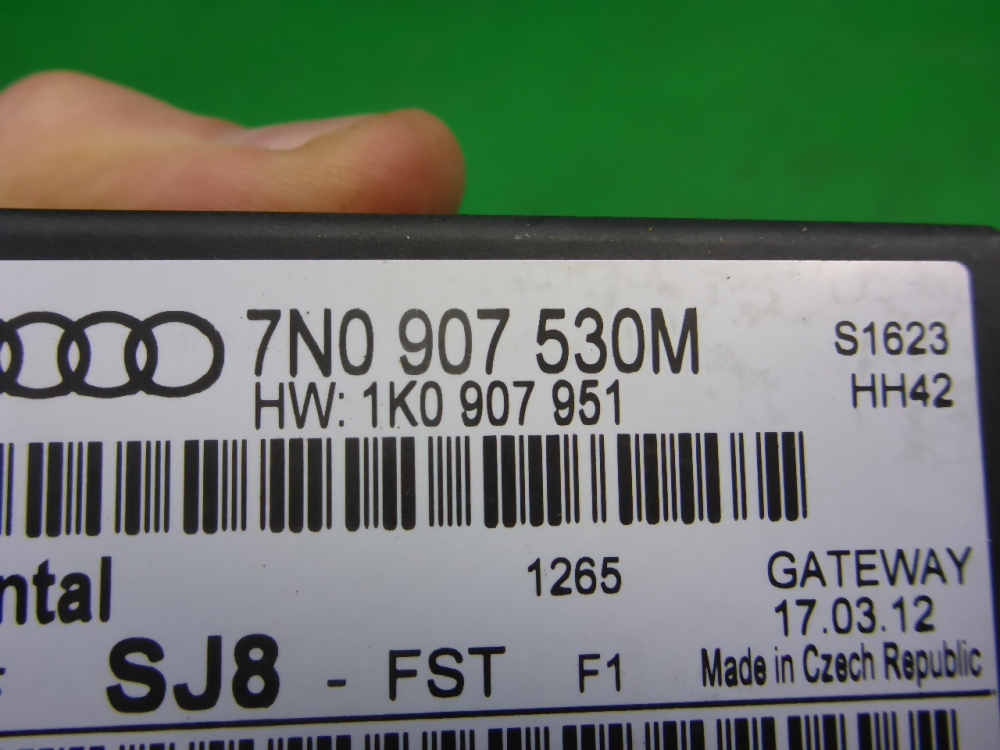 7N0 907 530M
HW: 1K0 907 951
S1623
HH42
ntal
1265
GATEWAY
17.03.12
SJ8 - FST F1
Made in Czech Republic